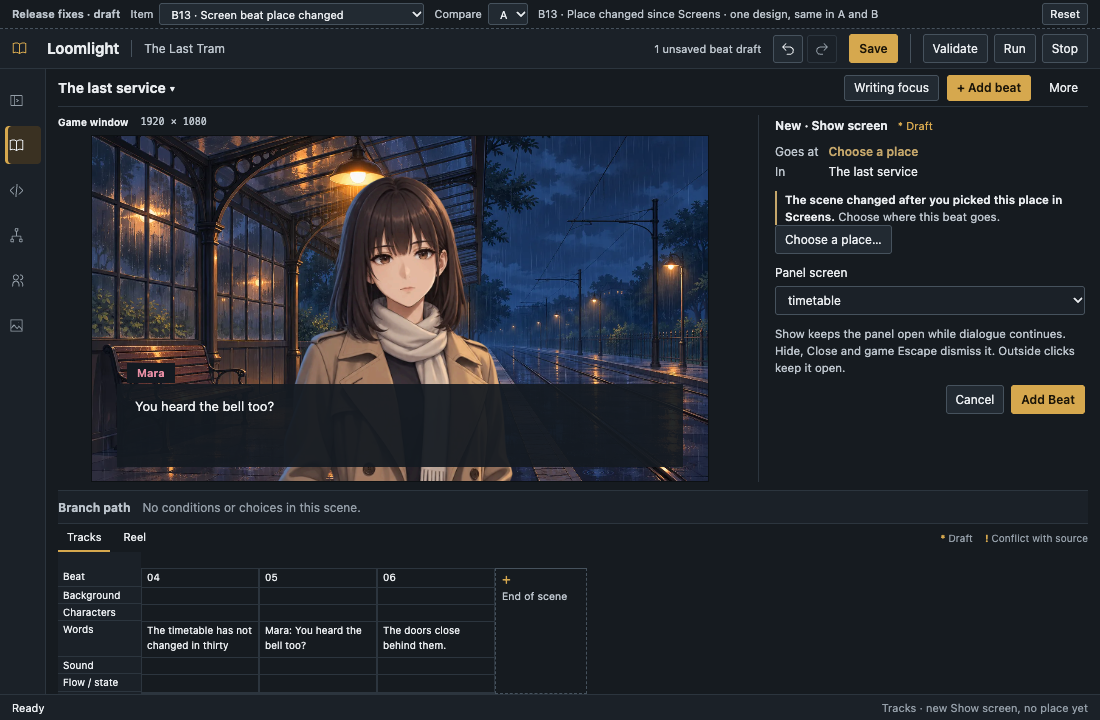 Release fixes · draft Item B13 · Screen beat place changed Compare A B13 · Place changed since Screens · one design, same in A and B Reset
Loomlight The Last Tram 1 unsaved beat draft Save Validate Run Stop
The last service ▾ Writing focus + Add beat More
Game window 1920 × 1080
New · Show screen * Draft
Goes at Choose a place
In The last service
The scene changed after you picked this place in
Screens. Choose where this beat goes.
Choose a place…
Panel screen
timetable
Show keeps the panel open while dialogue continues.
Hide, Close and game Escape dismiss it. Outside clicks
keep it open.
Cancel Add Beat
Mara
You heard the bell too?
Branch path No conditions or choices in this scene.
Tracks Reel * Draft ! Conflict with source
Beat 04 05 06 +
End of scene
Background
Characters
Words The timetable has not Mara: You heard the The doors close
changed in thirty bell too? behind them.
Sound
Flow / state
Ready Tracks · new Show screen, no place yet